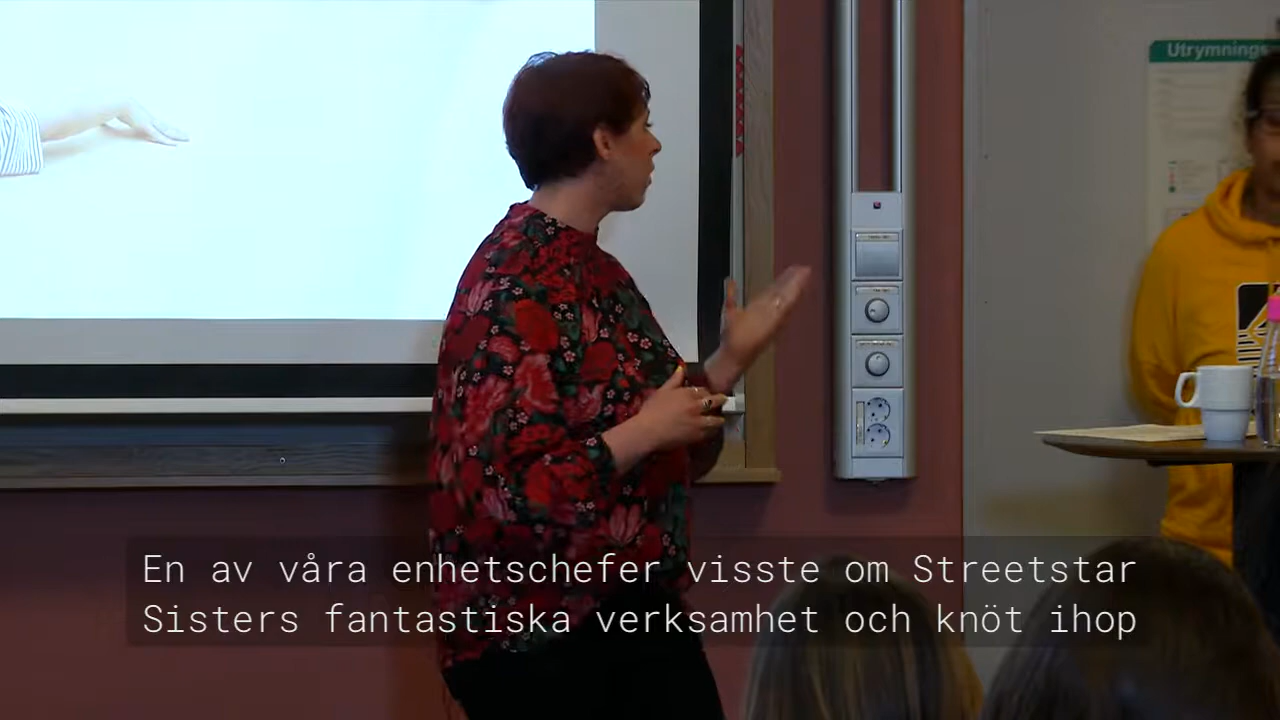 Utrymnings
En av våra enhetschefer visste om Streetstar
Sisters fantastiska verksamhet och knöt ihop